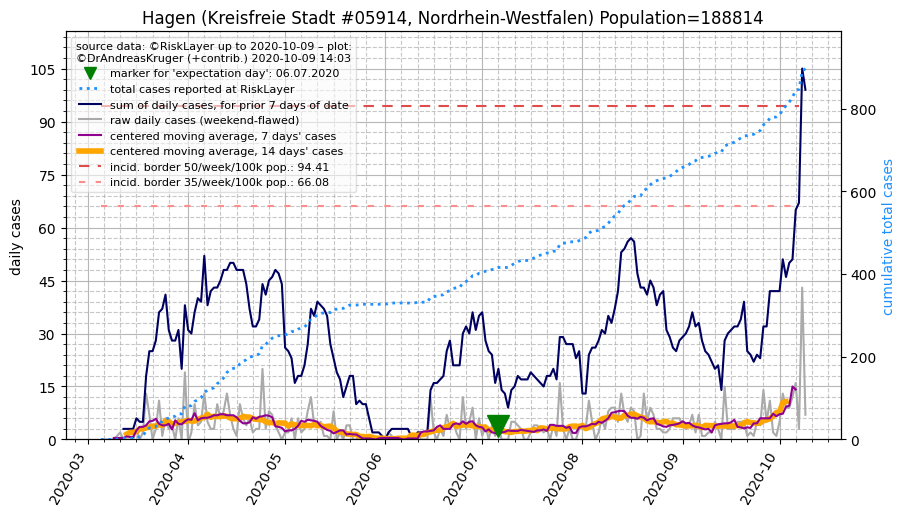 Hagen (Kreisfreie Stadt #05914, Nordrhein-Westfalen) Population=188814
source data: ©RiskLayer up to 2020-10-09 – plot:
©DrAndreasKruger (+contrib.) 2020-10-09 14:03
marker for 'expectation day': 06.07.2020
total cases reported at RiskLayer
sum of daily cases, for prior 7 days of date
raw daily cases (weekend-flawed)
centered moving average, 7 days' cases
centered moving average, 14 days' cases
incid. border 50/week/100k pop.: 94.41
incid. border 35/week/100k pop.: 66.08
daily cases
105
90
75
60
45
30
15
0
cumulative total cases
800
600
400
200
0
2020-03
2020-04
2020-05
2020-06
2020-07
2020-08
2020-09
2020-10